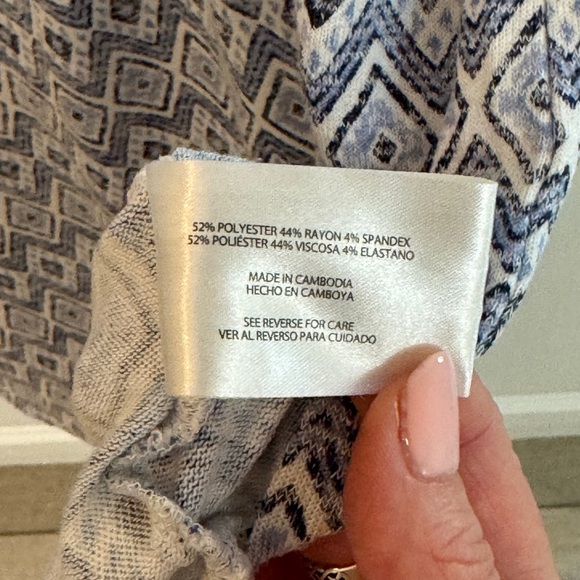 52% POLYESTER 44% RAYON 4% SPANDEX
52% POLIÉSTER 44% VISCOSA 4% ELASTANO
MADE IN CAMBODIA
HECHO EN CAMBOYA
SEE REVERSE FOR CARE
VER AL REVERSO PARA CUIDADO